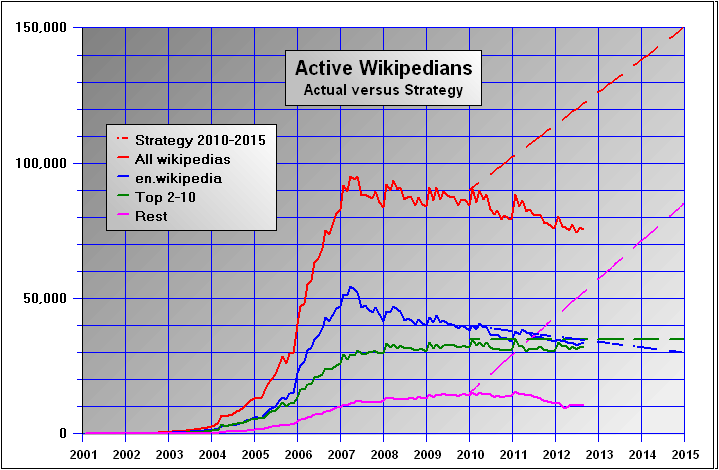 150,000
Active Wikipedians
Actual versus Strategy
Strategy 2010-2015
All wikipedias
en.wikipedia
Top 2-10
Rest
100,000
50,000
0
2001 2002 2003 2004 2005 2006 2007 2008 2009 2010 2011 2012 2013 2014 2015